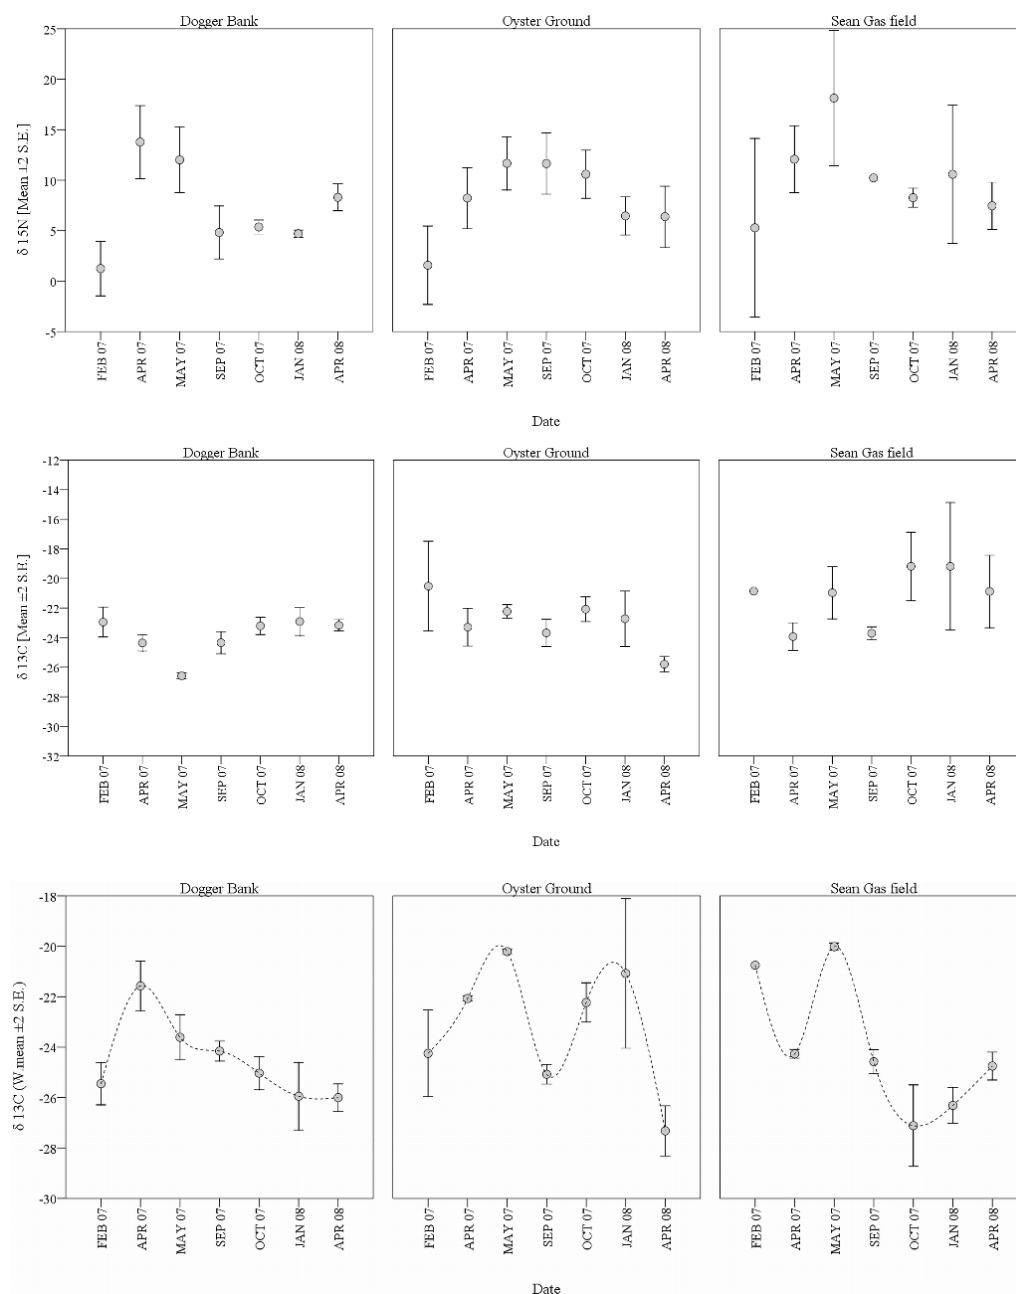 Dogger Bank Oyster Ground Sean Gas field
δ 15N [Mean ±2 S.E.]
25
20
15
10
5
0
-5
FEB 07 APR 07 MAY 07 SEP 07 OCT 07 JAN 08 APR 08 FEB 07 APR 07 MAY 07 SEP 07 OCT 07 JAN 08 APR 08 FEB 07 APR 07 MAY 07 SEP 07 OCT 07 JAN 08 APR 08
Date
Dogger Bank Oyster Ground Sean Gas field
δ 13C [Mean ±2 S.E.]
-12
-14
-16
-18
-20
-22
-24
-26
-28
-30
-32
FEB 07 APR 07 MAY 07 SEP 07 OCT 07 JAN 08 APR 08 FEB 07 APR 07 MAY 07 SEP 07 OCT 07 JAN 08 APR 08 FEB 07 APR 07 MAY 07 SEP 07 OCT 07 JAN 08 APR 08
Date
Dogger Bank Oyster Ground Sean Gas field
δ 13C (W.mean ±2 S.E.)
-18
-20
-22
-24
-26
-28
-30
FEB 07 APR 07 MAY 07 SEP 07 OCT 07 JAN 08 APR 08 FEB 07 APR 07 MAY 07 SEP 07 OCT 07 JAN 08 APR 08 FEB 07 APR 07 MAY 07 SEP 07 OCT 07 JAN 08 APR 08
Date